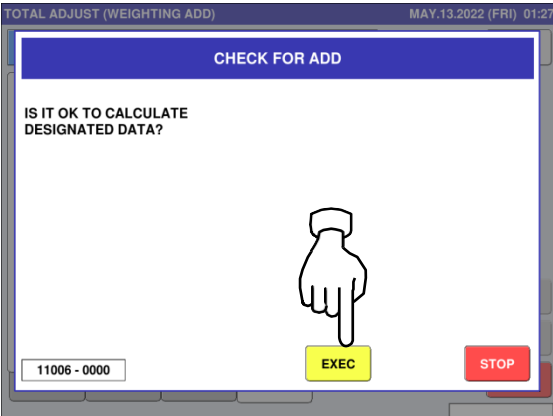 TOTAL ADJUST (WEIGHTING ADD) MAY.13.2022 (FRI) 01:27
CHECK FOR ADD
IS IT OK TO CALCULATE
DESIGNATED DATA?
EXEC
STOP
11006 - 0000